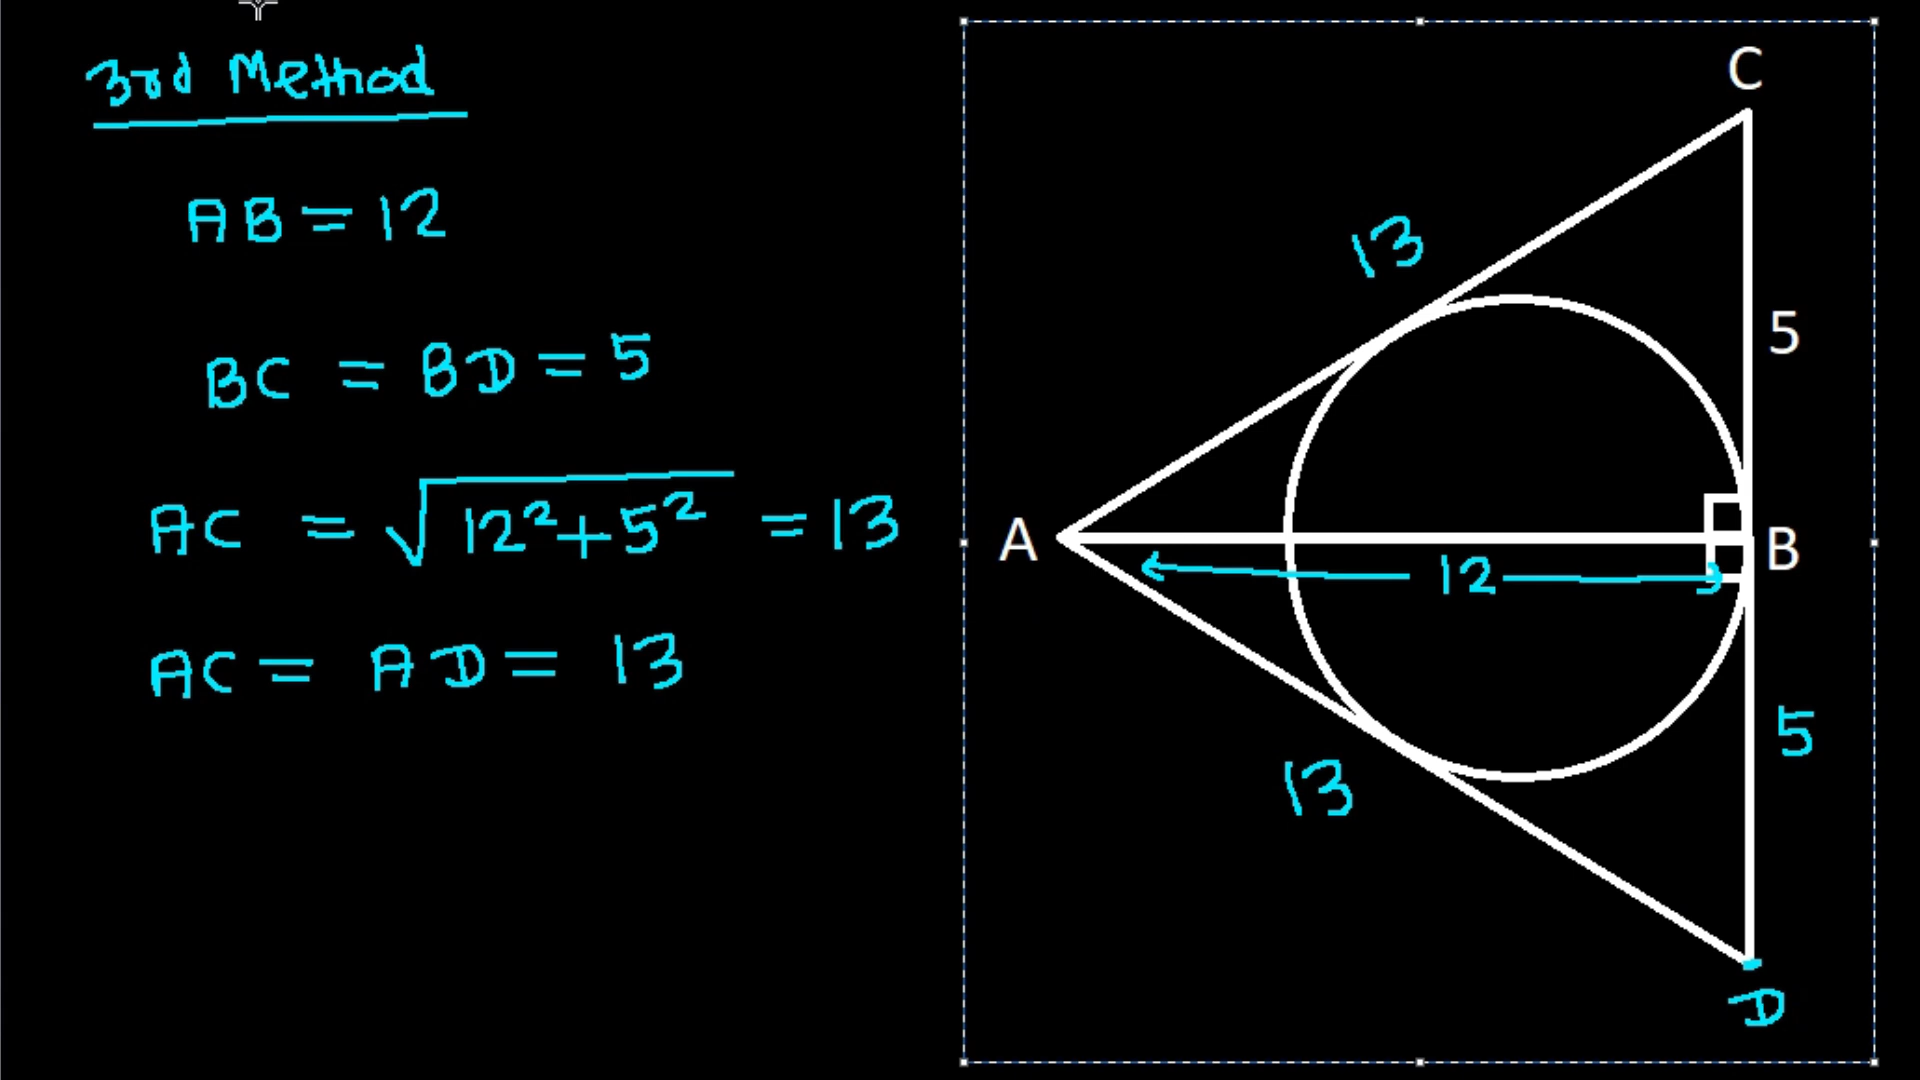 3rd Method
AB = 12
BC = BD = 5
AC = √12²+5² = 13
AC = AD = 13
C
13
5
A
B
12
5
13
D